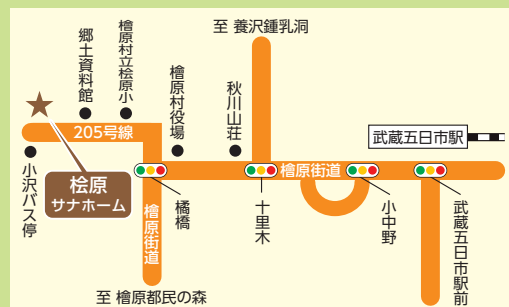 至 養沢鍾乳洞
郷土資料館
檜原村立桧原小
檜原村役場
秋川山荘
武蔵五日市駅
205号線
檜原街道
小沢バス停
桧原
サナホーム
檜原街道
橘橋
十里木
小中野
武蔵五日市駅前
至 檜原都民の森